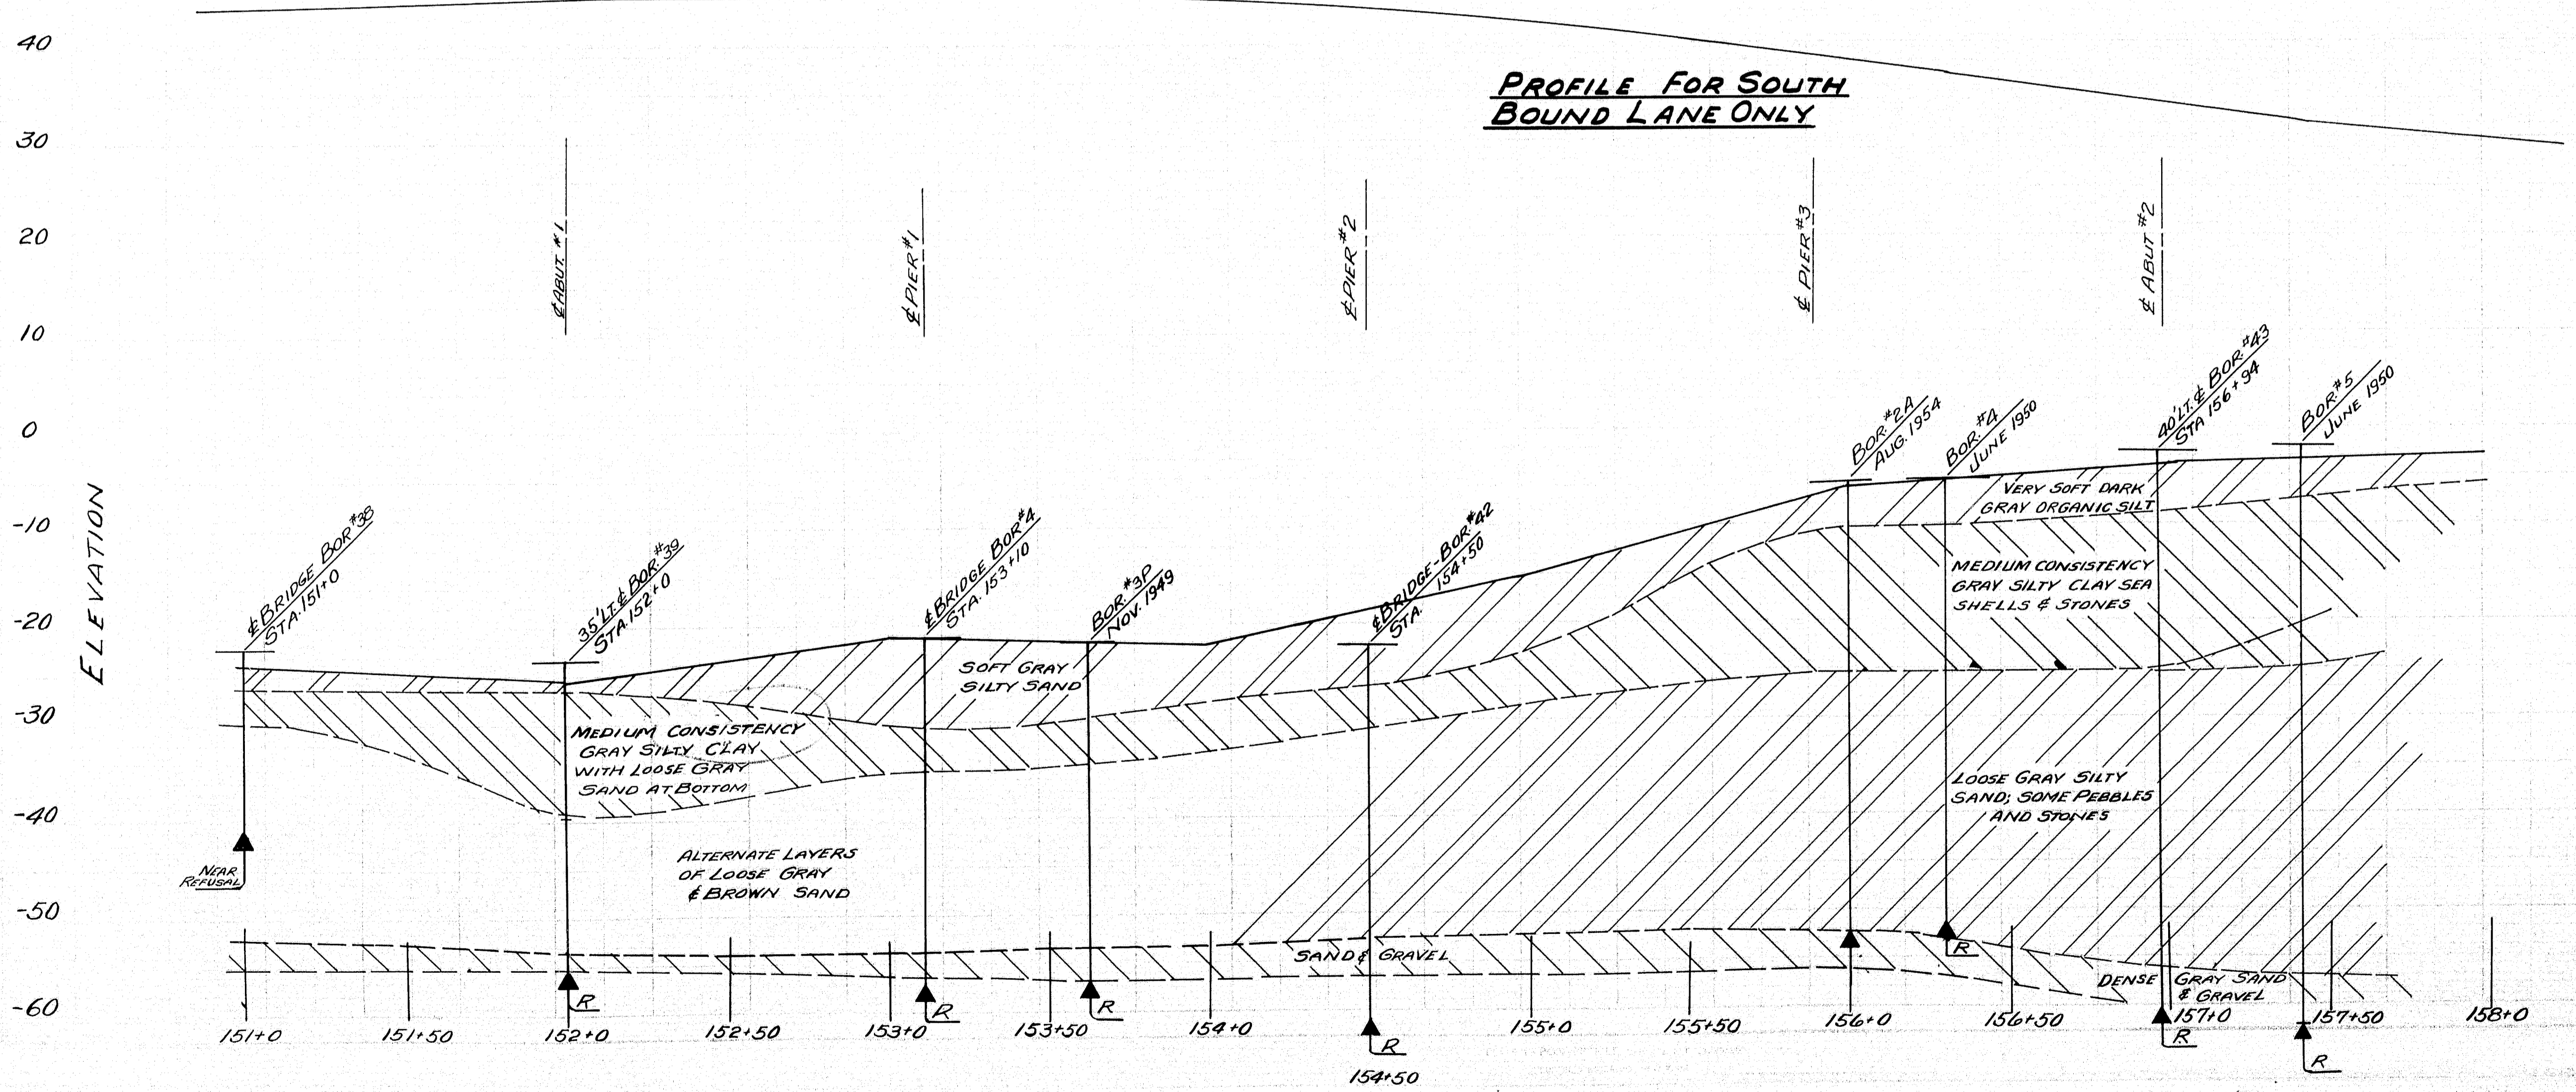 40
PROFILE FOR SOUTH
BOUND LANE ONLY
30
20
10
0
-10
-20
-30
-40
-50
-60
ELEVATION
℄ ABUT. #1
℄ PIER #1
℄ PIER #2
℄ PIER #3
℄ ABUT #2
℄ BRIDGE BOR #38
STA. 151+0
35' LT. ℄ BOR. #39
STA. 152+0
℄ BRIDGE BOR #4
STA. 153+10
BOR. #3P
NOV. 1949
℄ BRIDGE-BOR. #42
STA. 154+50
BOR. #2A
AUG. 1954
BOR. #4
JUNE 1950
40' LT. ℄ BOR. #43
STA 156+94
BOR. #5
JUNE 1950
VERY SOFT DARK
GRAY ORGANIC SILT
MEDIUM CONSISTENCY
GRAY SILTY CLAY SEA
SHELLS & STONES
SOFT GRAY
SILTY SAND
MEDIUM CONSISTENCY
GRAY SILTY CLAY
WITH LOOSE GRAY
SAND AT BOTTOM
LOOSE GRAY SILTY
SAND; SOME PEBBLES
AND STONES
NEAR
REFUSAL
ALTERNATE LAYERS
OF LOOSE GRAY
& BROWN SAND
SAND & GRAVEL
DENSE GRAY SAND
& GRAVEL
R
R
R
R
R
R
R
151+0
151+50
152+0
152+50
153+0
153+50
154+0
154+50
155+0
155+50
156+0
156+50
157+0
157+50
158+0